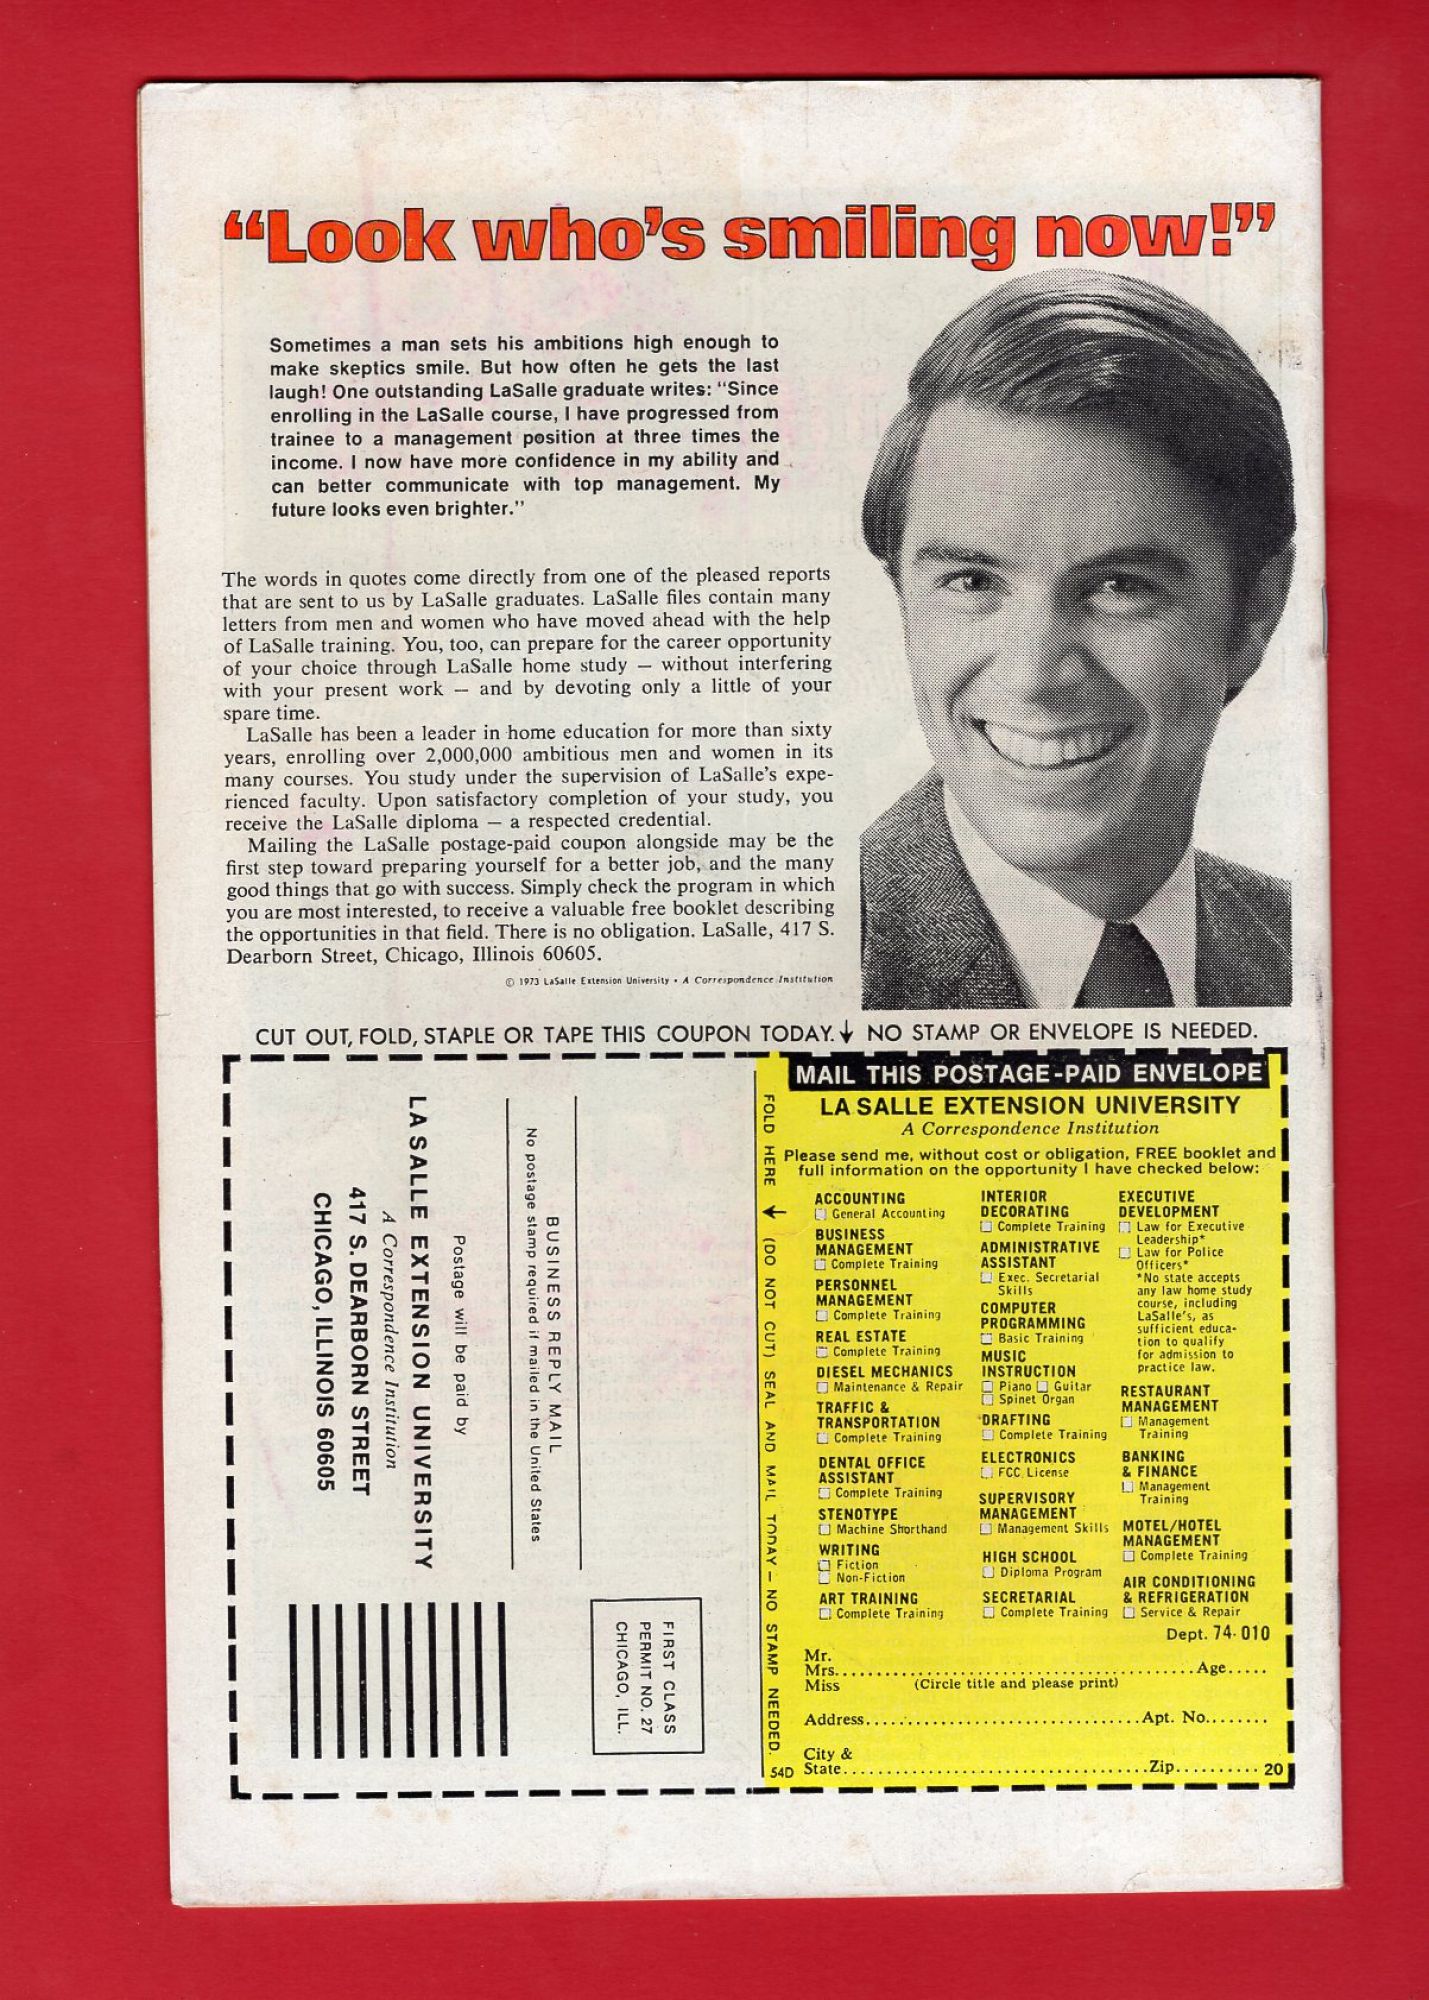 “Look who’s smiling now!”
Sometimes a man sets his ambitions high enough to
make skeptics smile. But how often he gets the last
laugh! One outstanding LaSalle graduate writes: “Since
enrolling in the LaSalle course, I have progressed from
trainee to a management position at three times the
income. I now have more confidence in my ability and
can better communicate with top management. My
future looks even brighter.”
The words in quotes come directly from one of the pleased reports
that are sent to us by LaSalle graduates. LaSalle files contain many
letters from men and women who have moved ahead with the help
of LaSalle training. You, too, can prepare for the career opportunity
of your choice through LaSalle home study — without interfering
with your present work — and by devoting only a little of your
spare time.
LaSalle has been a leader in home education for more than sixty
years, enrolling over 2,000,000 ambitious men and women in its
many courses. You study under the supervision of LaSalle's expe-
rienced faculty. Upon satisfactory completion of your study, you
receive the LaSalle diploma — a respected credential.
Mailing the LaSalle postage-paid coupon alongside may be the
first step toward preparing yourself for a better job, and the many
good things that go with success. Simply check the program in which
you are most interested, to receive a valuable free booklet describing
the opportunities in that field. There is no obligation. LaSalle, 417 S.
Dearborn Street, Chicago, Illinois 60605.
© 1973 LaSalle Extension University • A Correspondence Institution
CUT OUT, FOLD, STAPLE OR TAPE THIS COUPON TODAY.↓ NO STAMP OR ENVELOPE IS NEEDED.
FIRST CLASS
PERMIT NO. 27
CHICAGO, ILL.
BUSINESS REPLY MAIL
No postage stamp required if mailed in the United States
Postage will be paid by
LA SALLE EXTENSION UNIVERSITY
A Correspondence Institution
417 S. DEARBORN STREET
CHICAGO, ILLINOIS 60605
FOLD HERE ↓ (DO NOT CUT) SEAL AND MAIL TODAY — NO STAMP NEEDED.
MAIL THIS POSTAGE-PAID ENVELOPE
LA SALLE EXTENSION UNIVERSITY
A Correspondence Institution
Please send me, without cost or obligation, FREE booklet and
full information on the opportunity I have checked below:
ACCOUNTING
☐ General Accounting
BUSINESS
MANAGEMENT
☐ Complete Training
PERSONNEL
MANAGEMENT
☐ Complete Training
REAL ESTATE
☐ Complete Training
DIESEL MECHANICS
☐ Maintenance & Repair
TRAFFIC &
TRANSPORTATION
☐ Complete Training
DENTAL OFFICE
ASSISTANT
☐ Complete Training
STENOTYPE
☐ Machine Shorthand
WRITING
☐ Fiction
☐ Non-Fiction
ART TRAINING
☐ Complete Training
INTERIOR
DECORATING
☐ Complete Training
ADMINISTRATIVE
ASSISTANT
☐ Exec. Secretarial
Skills
COMPUTER
PROGRAMMING
☐ Basic Training
MUSIC
INSTRUCTION
☐ Piano ☐ Guitar
☐ Spinet Organ
DRAFTING
☐ Complete Training
ELECTRONICS
☐ FCC License
SUPERVISORY
MANAGEMENT
☐ Management Skills
HIGH SCHOOL
☐ Diploma Program
SECRETARIAL
☐ Complete Training
EXECUTIVE
DEVELOPMENT
☐ Law for Executive
Leadership*
☐ Law for Police
Officers*
*No state accepts
any law home study
course, including
LaSalle's, as
sufficient educa-
tion to qualify
for admission to
practice law.
RESTAURANT
MANAGEMENT
☐ Management
Training
BANKING
& FINANCE
☐ Management
Training
MOTEL/HOTEL
MANAGEMENT
☐ Complete Training
AIR CONDITIONING
& REFRIGERATION
☐ Service & Repair
Dept. 74-010
Mr.
Mrs. Age
Miss (Circle title and please print)
Address Apt. No.
City &
State Zip 20
54D